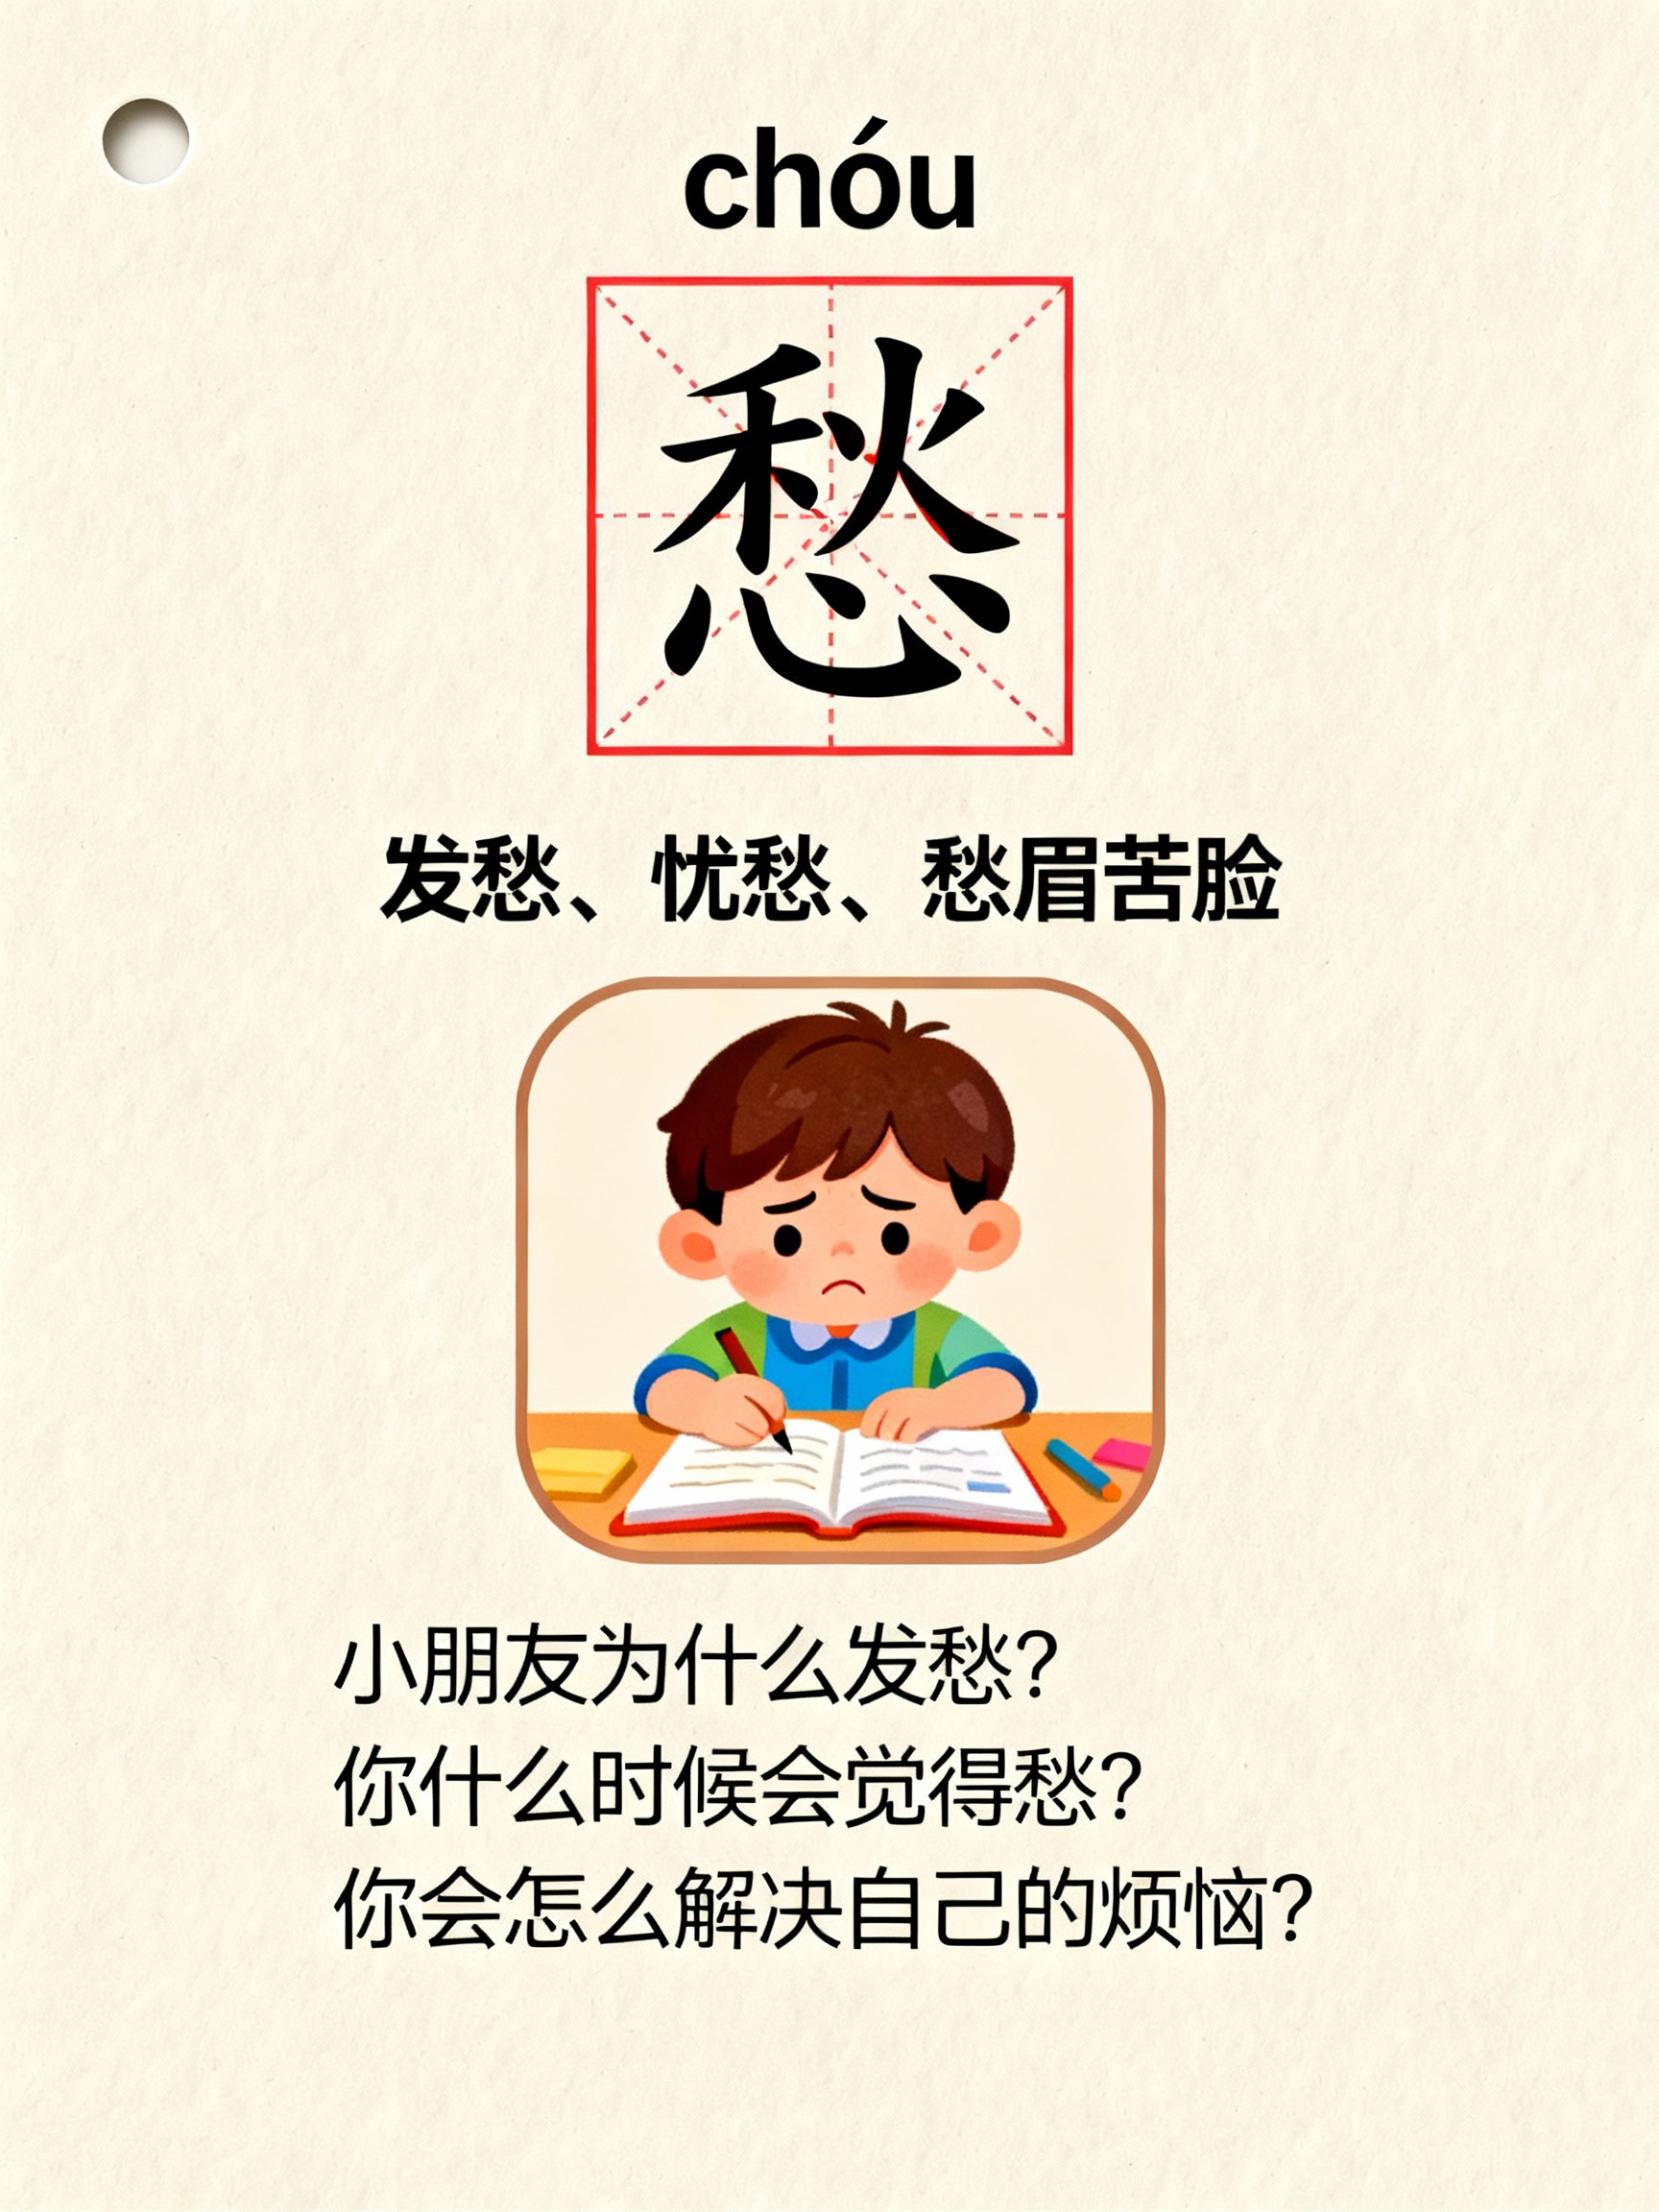 chóu
愁
发愁、忧愁、愁眉苦脸
小朋友为什么发愁？
你什么时候会觉得愁？
你会怎么解决自己的烦恼？